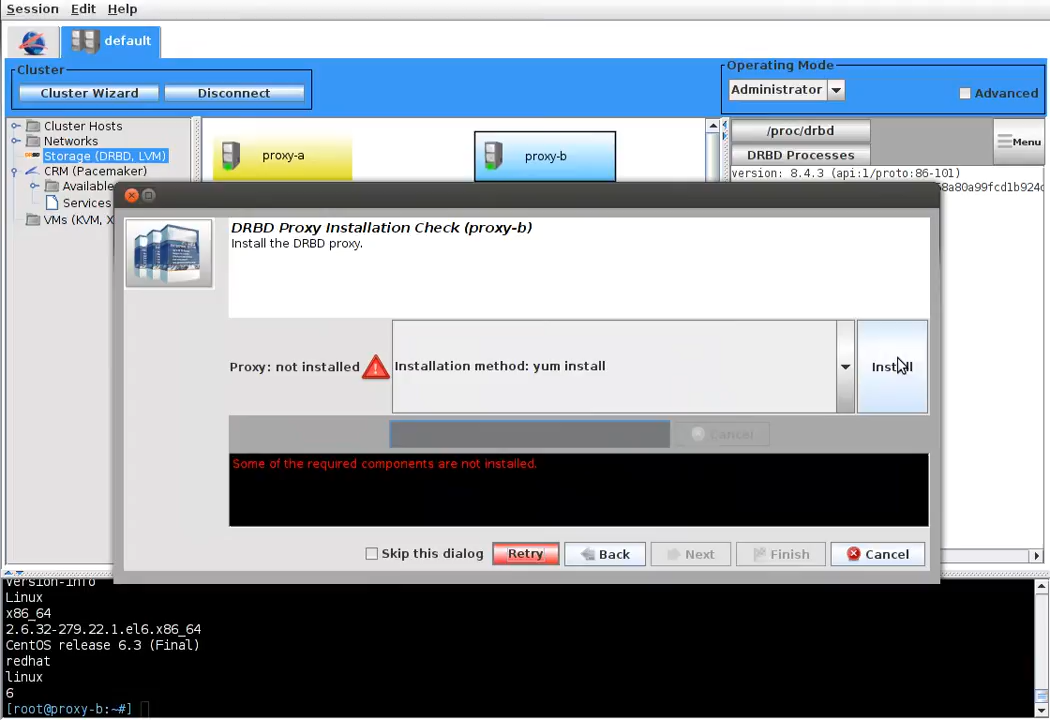 Session Edit Help
default
Cluster
Cluster Wizard
Disconnect
Operating Mode
Administrator
Advanced
Cluster Hosts
Networks
Storage (DRBD, LVM)
CRM (Pacemaker)
Available
Services
VMs (KVM, X
proxy-a
proxy-b
/proc/drbd
DRBD Processes
Menu
version: 8.4.3 (api:1/proto:86-101)
8a80a99fcd1b924d
DRBD Proxy Installation Check (proxy-b)
Install the DRBD proxy.
Proxy: not installed
Installation method: yum install
Install
Cancel
Some of the required components are not installed.
Skip this dialog
Retry
Back
Next
Finish
Cancel
version-info
Linux
x86_64
2.6.32-279.22.1.el6.x86_64
CentOS release 6.3 (Final)
redhat
linux
6
[root@proxy-b:~#]